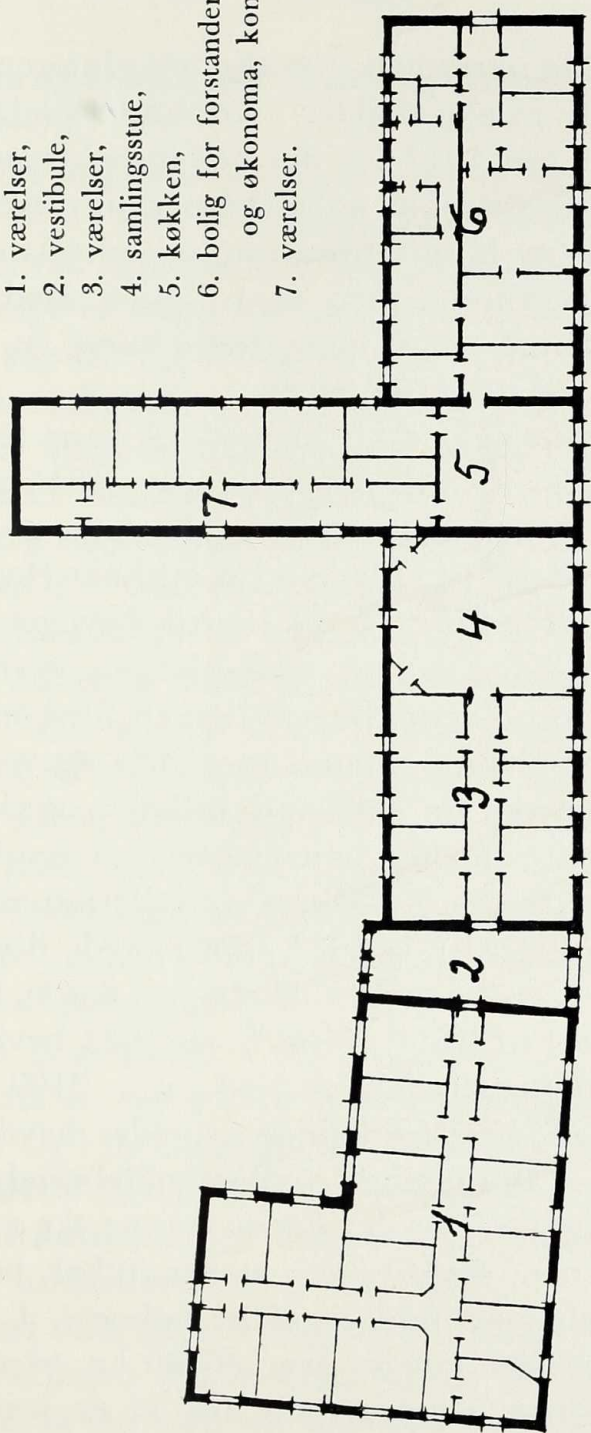 1. værelser,
2. vestibule,
3. værelser,
4. samlingsstue,
5. køkken,
6. bolig for forstander
og økonoma, kon
7. værelser.
1
2
3
4
5
6
7